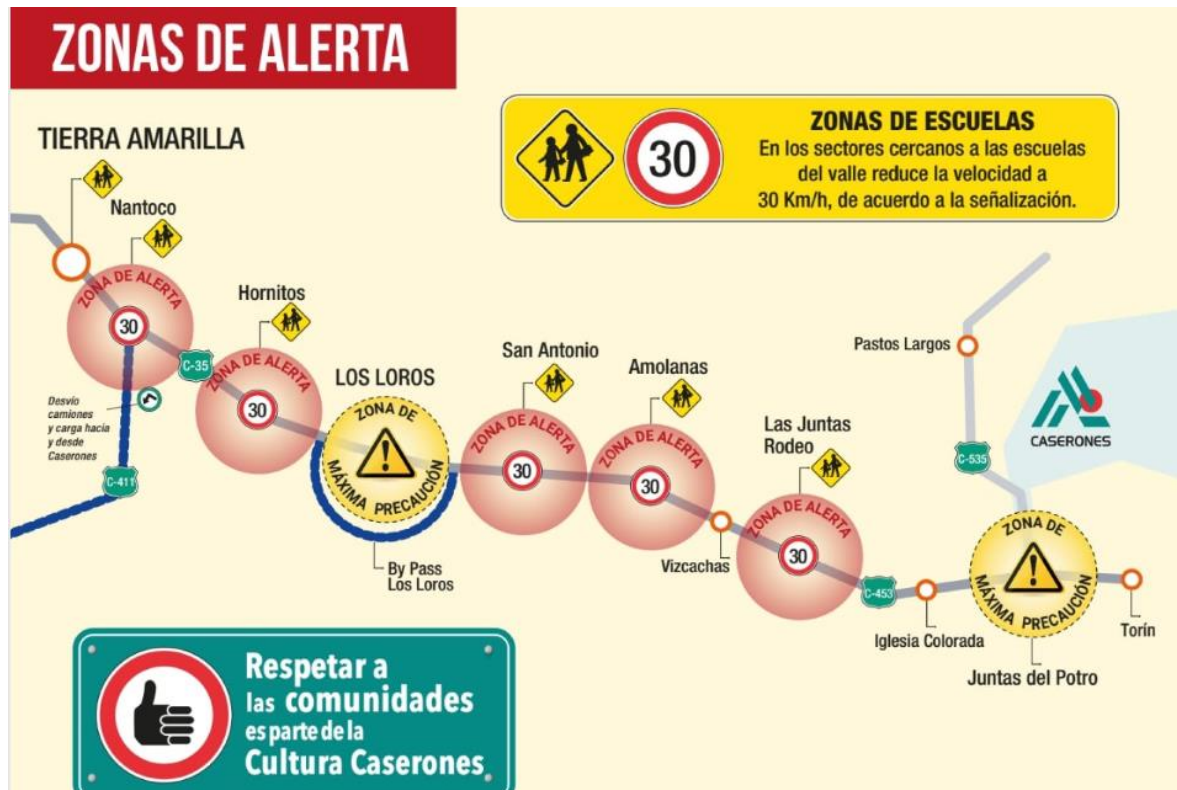 ZONAS DE ALERTA
ZONAS DE ESCUELAS
En los sectores cercanos a las escuelas
del valle reduce la velocidad a
30 Km/h, de acuerdo a la señalización.
30
TIERRA AMARILLA
Nantoco
ZONA DE ALERTA
30
C-35
Desvío
camiones
y carga hacia
y desde
Caserones
C-411
Hornitos
ZONA DE ALERTA
30
LOS LOROS
ZONA DE
MÁXIMA PRECAUCIÓN
By Pass
Los Loros
San Antonio
ZONA DE ALERTA
30
Amolanas
ZONA DE ALERTA
30
Vizcachas
Las Juntas
Rodeo
ZONA DE ALERTA
30
C-453
Iglesia Colorada
Pastos Largos
C-535
CASERONES
ZONA DE
MÁXIMA PRECAUCIÓN
Juntas del Potro
Torín
Respetar a
las comunidades
es parte de la
Cultura Caserones